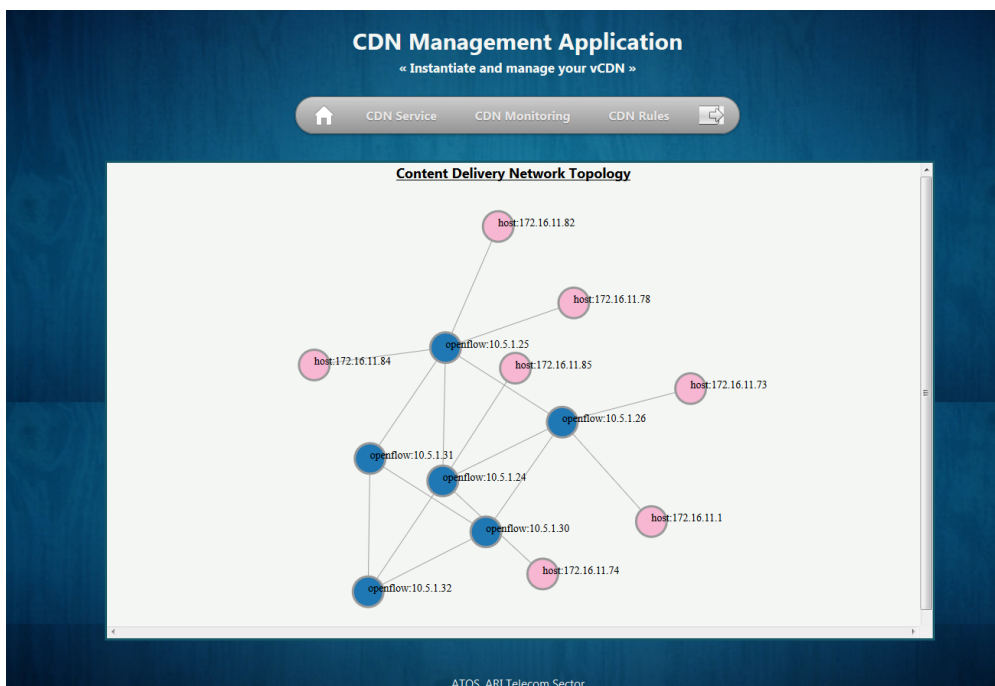 CDN Management Application
« Instantiate and manage your vCDN »
CDN Service CDN Monitoring CDN Rules
Content Delivery Network Topology
host:172.16.11.82
host:172.16.11.78
openflow:10.5.1.25
host:172.16.11.84
host:172.16.11.85
host:172.16.11.73
openflow:10.5.1.26
openflow:10.5.1.31
openflow:10.5.1.24
host:172.16.11.1
openflow:10.5.1.30
host:172.16.11.74
openflow:10.5.1.32
ATOS, ARI Telecom Sector